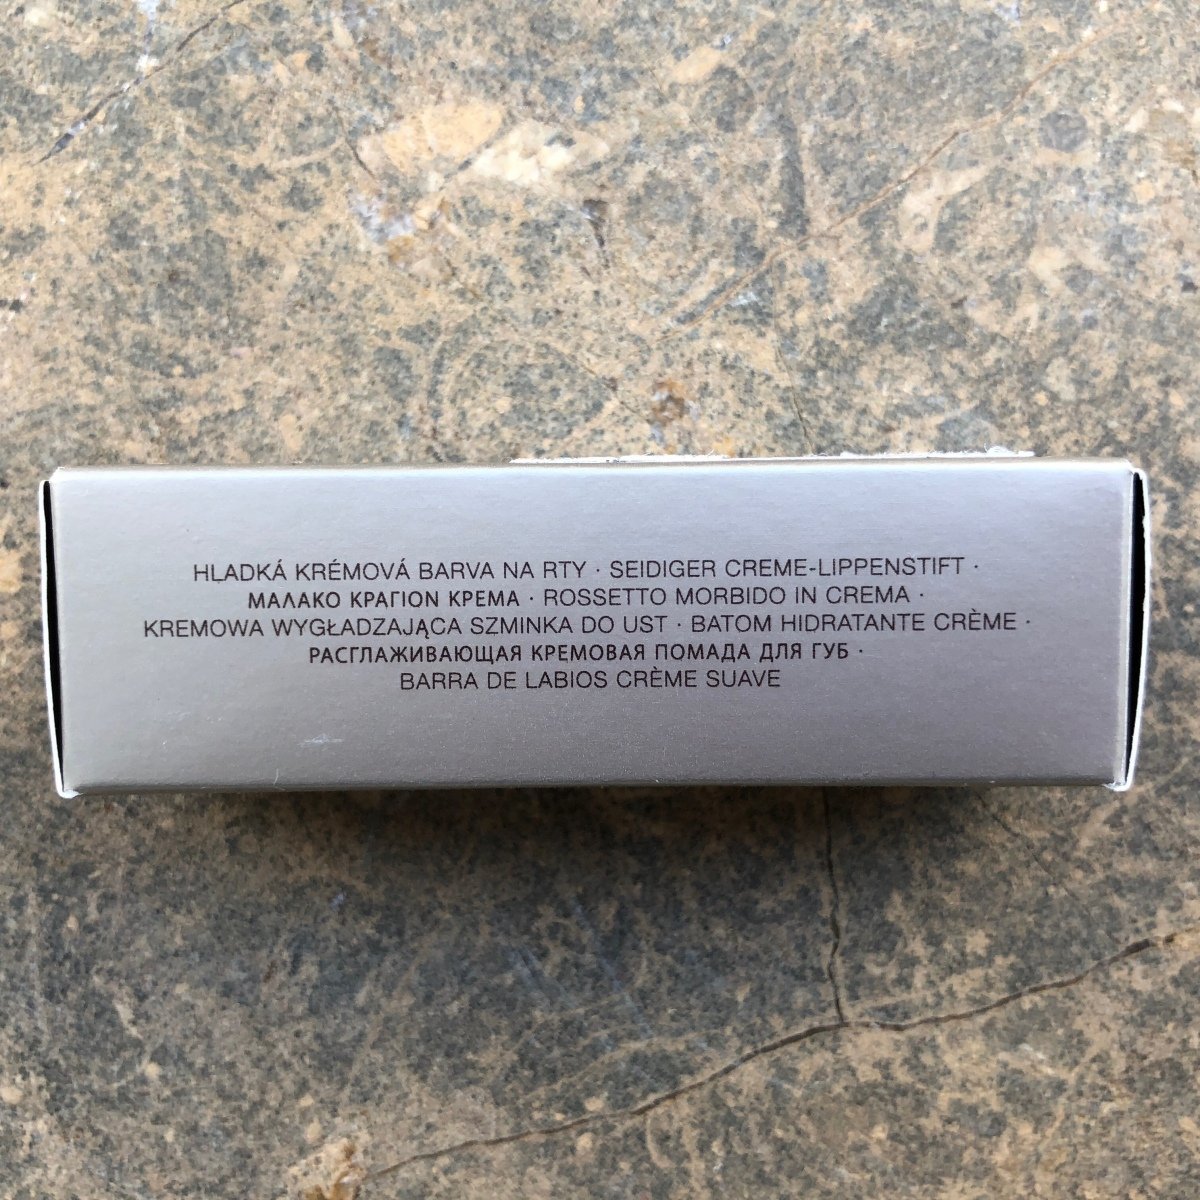 HLADKÁ KRÉMOVÁ BARVA NA RTY · SEIDIGER CREME-LIPPENSTIFT ·
ΜΑΛΑΚΟ ΚΡΑΓΙΟΝ ΚΡΕΜΑ · ROSSETTO MORBIDO IN CREMA ·
KREMOWA WYGŁADZAJĄCA SZMINKA DO UST · BATOM HIDRATANTE CRÈME ·
РАСГЛАЖИВАЮЩАЯ КРЕМОВАЯ ПОМАДА ДЛЯ ГУБ ·
BARRA DE LABIOS CRÈME SUAVE